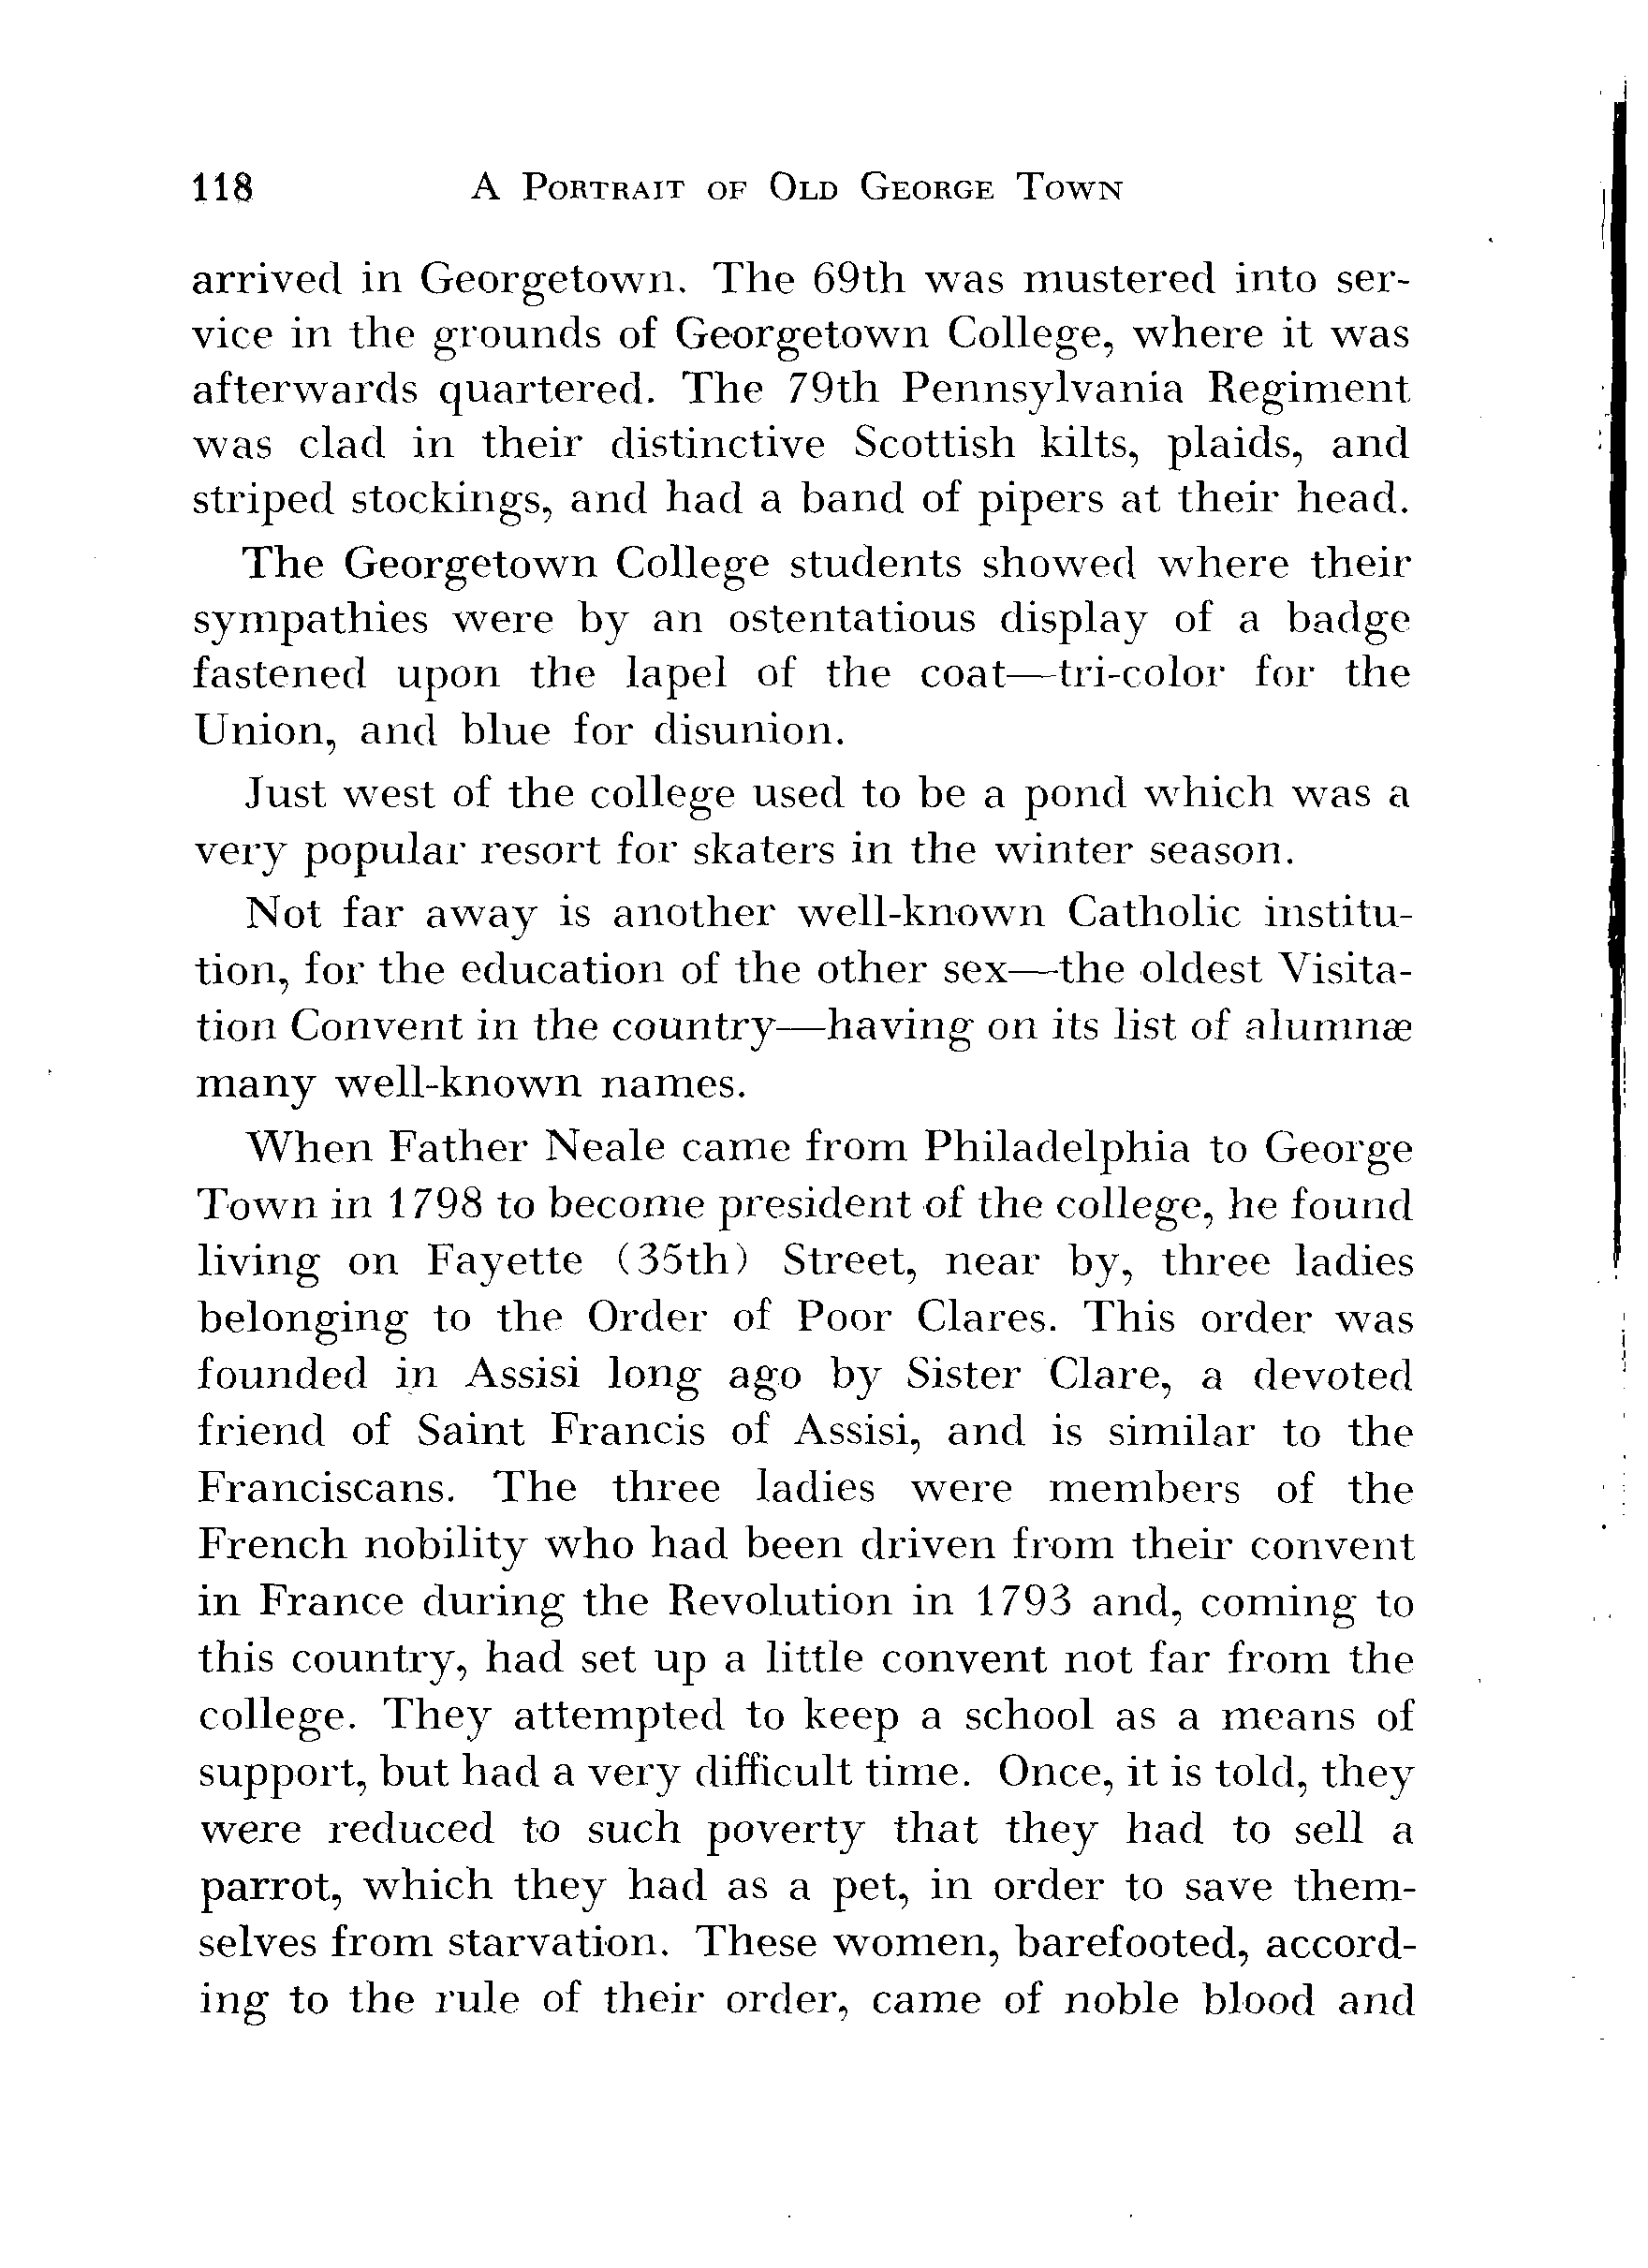 118 A Portrait of Old George Town
arrived in Georgetown. The 69th was mustered into ser-
vice in the grounds of Georgetown College, where it was
afterwards quartered. The 79th Pennsylvania Regiment
was clad in their distinctive Scottish kilts, plaids, and
striped stockings, and had a band of pipers at their head.
The Georgetown College students showed where their
sympathies were by an ostentatious display of a badge
fastened upon the lapel of the coat—tri-color for the
Union, and blue for disunion.
Just west of the college used to be a pond which was a
very popular resort for skaters in the winter season.
Not far away is another well-known Catholic institu-
tion, for the education of the other sex—the oldest Visita-
tion Convent in the country—having on its list of alumnæ
many well-known names.
When Father Neale came from Philadelphia to George
Town in 1798 to become president of the college, he found
living on Fayette (35th) Street, near by, three ladies
belonging to the Order of Poor Clares. This order was
founded in Assisi long ago by Sister Clare, a devoted
friend of Saint Francis of Assisi, and is similar to the
Franciscans. The three ladies were members of the
French nobility who had been driven from their convent
in France during the Revolution in 1793 and, coming to
this country, had set up a little convent not far from the
college. They attempted to keep a school as a means of
support, but had a very difficult time. Once, it is told, they
were reduced to such poverty that they had to sell a
parrot, which they had as a pet, in order to save them-
selves from starvation. These women, barefooted, accord-
ing to the rule of their order, came of noble blood and